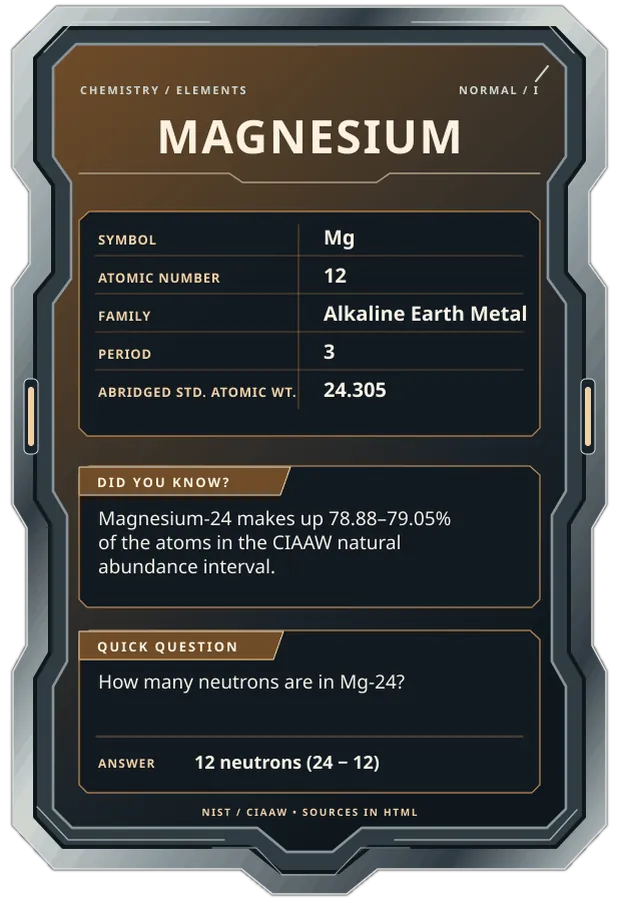 CHEMISTRY / ELEMENTS
NORMAL / I
MAGNESIUM
SYMBOL Mg
ATOMIC NUMBER 12
FAMILY Alkaline Earth Metal
PERIOD 3
ABRIDGED STD. ATOMIC WT. 24.305
DID YOU KNOW?
Magnesium-24 makes up 78.88–79.05%
of the atoms in the CIAAW natural
abundance interval.
QUICK QUESTION
How many neutrons are in Mg-24?
ANSWER 12 neutrons (24 − 12)
NIST / CIAAW • SOURCES IN HTML